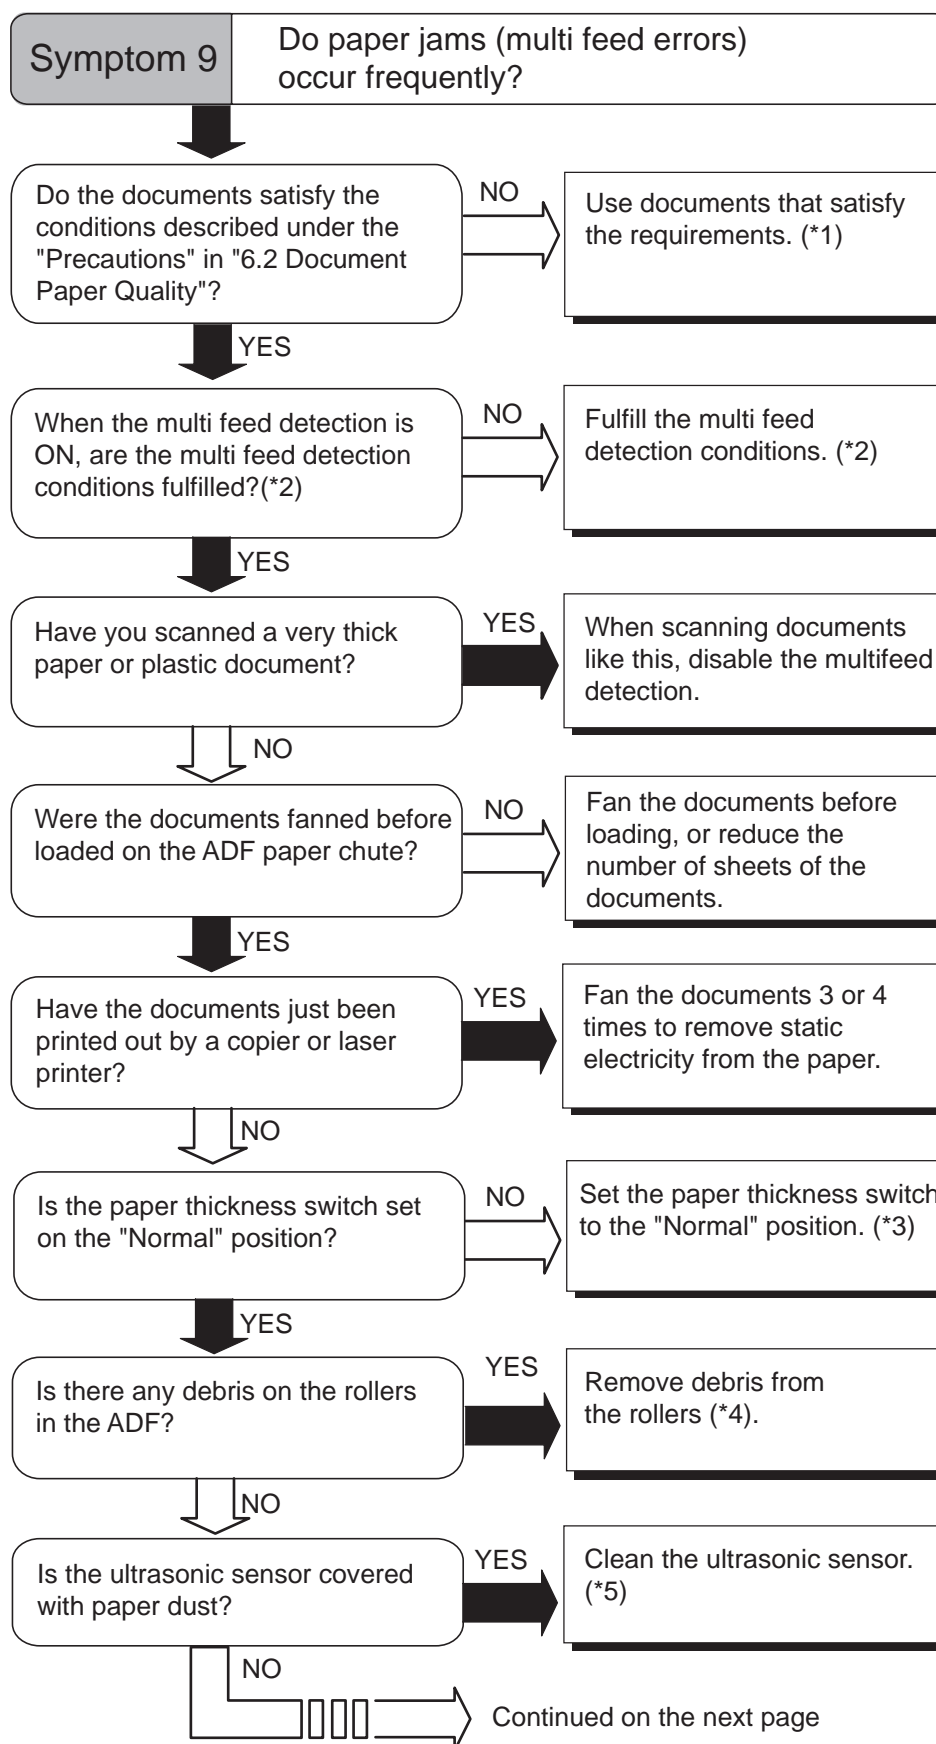 Symptom 9
Do paper jams (multi feed errors)
occur frequently?
Do the documents satisfy the
conditions described under the
"Precautions" in "6.2 Document
Paper Quality"?
NO
Use documents that satisfy
the requirements. (*1)
YES
When the multi feed detection is
ON, are the multi feed detection
conditions fulfilled?(*2)
NO
Fulfill the multi feed
detection conditions. (*2)
YES
Have you scanned a very thick
paper or plastic document?
YES
When scanning documents
like this, disable the multifeed
detection.
NO
Were the documents fanned before
loaded on the ADF paper chute?
NO
Fan the documents before
loading, or reduce the
number of sheets of the
documents.
YES
Have the documents just been
printed out by a copier or laser
printer?
YES
Fan the documents 3 or 4
times to remove static
electricity from the paper.
NO
Is the paper thickness switch set
on the "Normal" position?
NO
Set the paper thickness switch
to the "Normal" position. (*3)
YES
Is there any debris on the rollers
in the ADF?
YES
Remove debris from
the rollers (*4).
NO
Is the ultrasonic sensor covered
with paper dust?
YES
Clean the ultrasonic sensor.
(*5)
NO
Continued on the next page